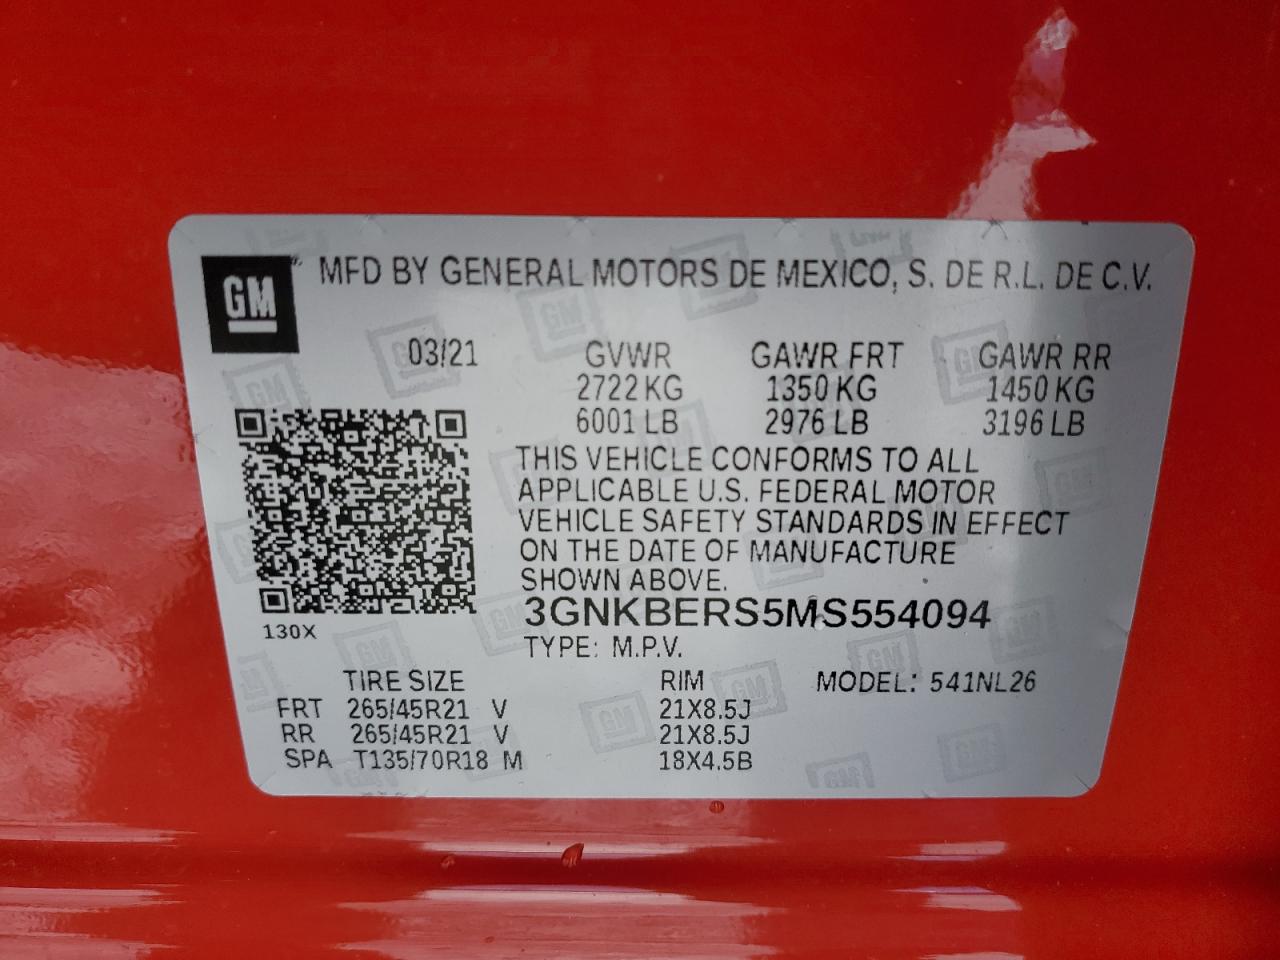 GM MFD BY GENERAL MOTORS DE MEXICO, S. DE R.L. DE C.V.
03/21 GVWR GAWR FRT GAWR RR
2722 KG 1350 KG 1450 KG
6001 LB 2976 LB 3196 LB
THIS VEHICLE CONFORMS TO ALL
APPLICABLE U.S. FEDERAL MOTOR
VEHICLE SAFETY STANDARDS IN EFFECT
ON THE DATE OF MANUFACTURE
SHOWN ABOVE.
3GNKBERS5MS554094
130X
TYPE: M.P.V.
TIRE SIZE RIM MODEL: 541NL26
FRT 265/45R21 V 21X8.5J
RR 265/45R21 V 21X8.5J
SPA T135/70R18 M 18X4.5B